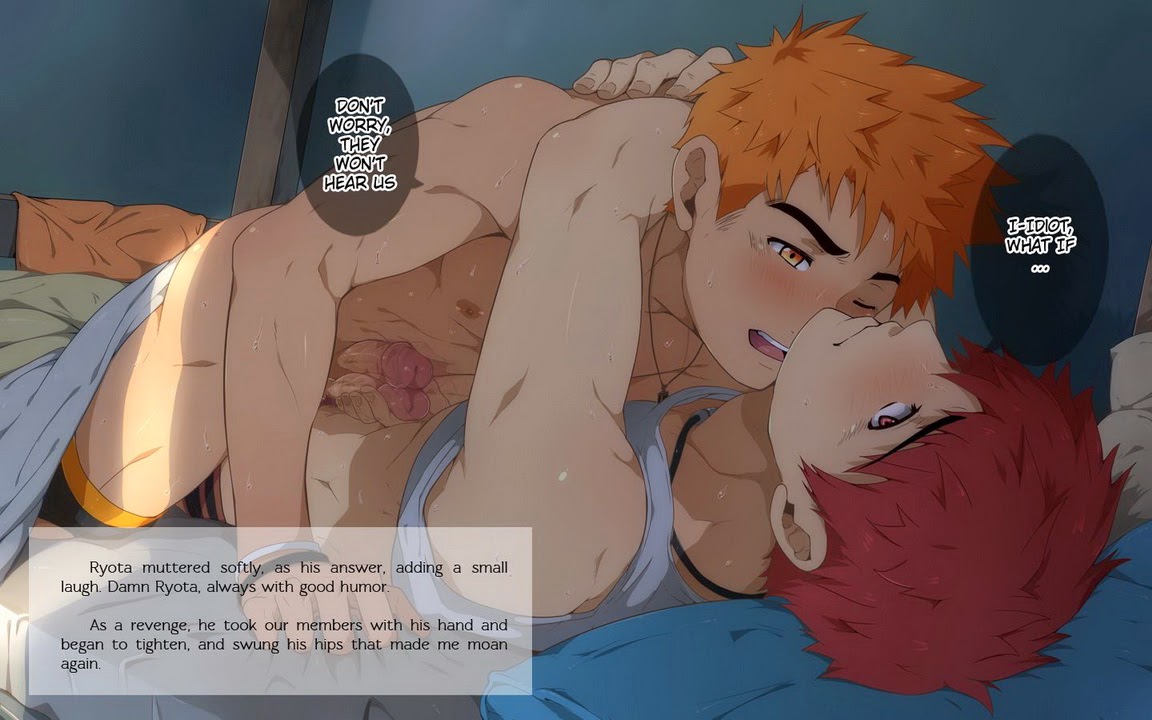 DON'T
WORRY,
THEY
WON'T
HEAR US
I-IDIOT,
WHAT IF
...
Ryota muttered softly, as his answer, adding a small
laugh. Damn Ryota, always with good humor.
As a revenge, he took our members with his hand and
began to tighten, and swung his hips that made me moan
again.